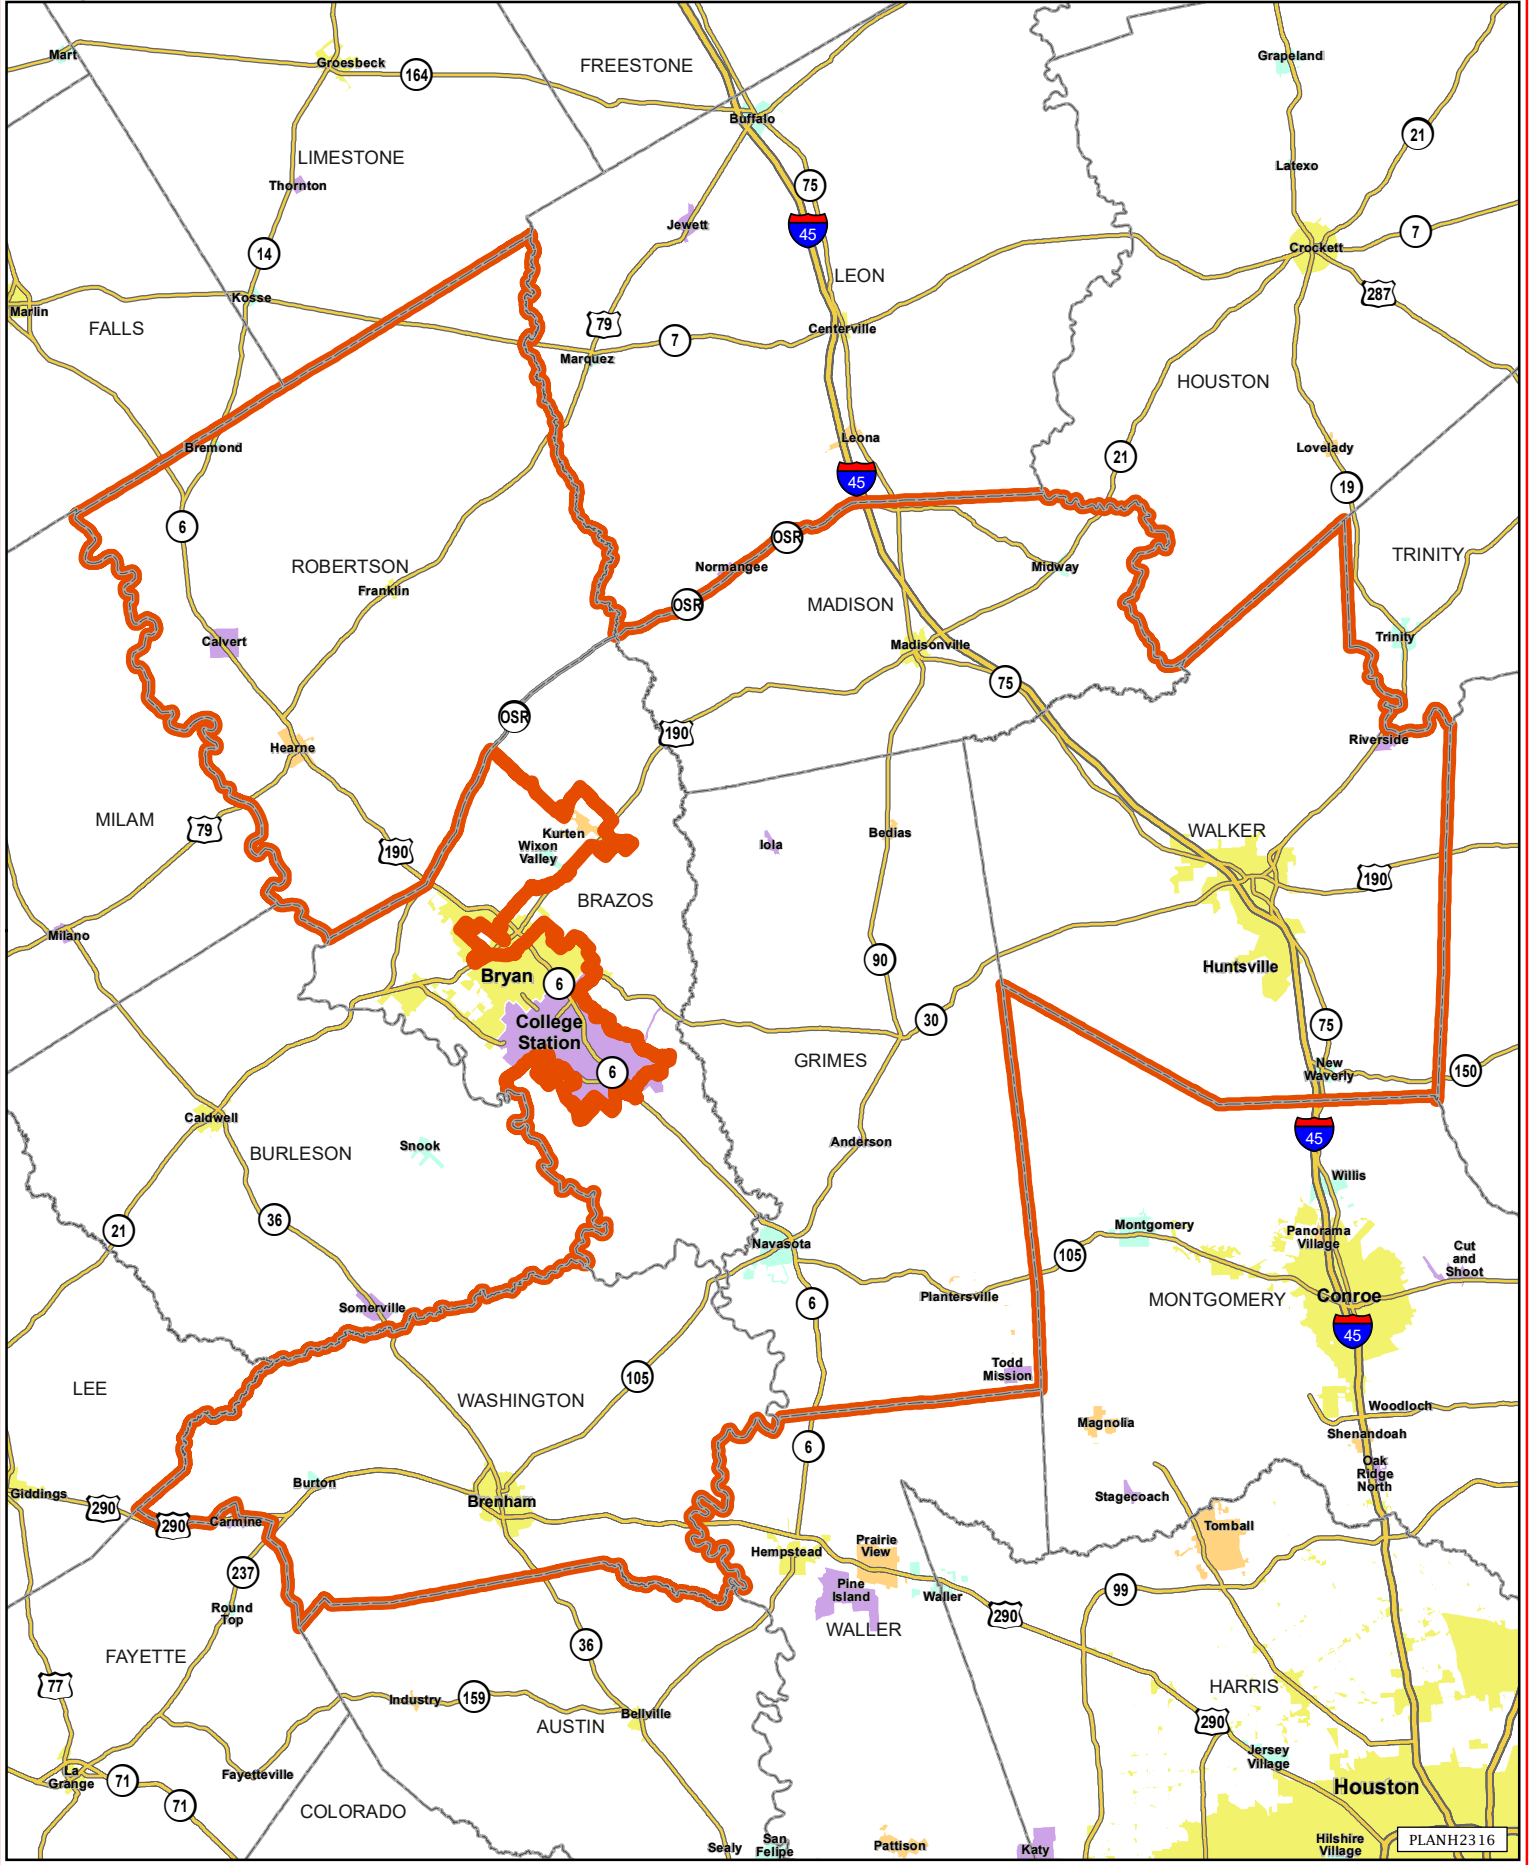 Mart
Groesbeck
164
FREESTONE
Grapeland
Buffalo
21
LIMESTONE
Thornton
Latexo
75
Jewett
45
7
14
Crockett
LEON
Kosse
287
Marlin
FALLS
79
7
Centerville
Marquez
HOUSTON
Bremond
Leona
Lovelady
21
45
19
6
OSR
ROBERTSON
Normangee
Midway
TRINITY
Franklin
OSR
MADISON
Calvert
Madisonville
Trinity
75
OSR
190
Hearne
Riverside
MILAM
79
Kurten
Bedias
WALKER
190
Wixon
Valley
Iola
190
BRAZOS
Milano
90
Huntsville
Bryan
6
30
College
Station
75
GRIMES
6
New
Waverly
150
Caldwell
45
BURLESON
Snook
Anderson
Willis
36
21
Montgomery
Panorama
Village
Navasota
105
Cut
and
Shoot
Somerville
6
Plantersville
MONTGOMERY
Conroe
45
LEE
105
Todd
Mission
WASHINGTON
Magnolia
Woodloch
6
Shenandoah
Oak
Ridge
North
Giddings
290
Burton
Brenham
Stagecoach
290
Carmine
Tomball
Hempstead
Prairie
View
237
Pine
Island
Waller
99
Round
Top
290
WALLER
FAYETTE
36
77
Industry
159
AUSTIN
Bellville
HARRIS
290
La
Grange
71
Fayetteville
Jersey
Village
71
COLORADO
Houston
Sealy
San
Felipe
Pattison
Katy
Hilshire
Village
PLANH2316